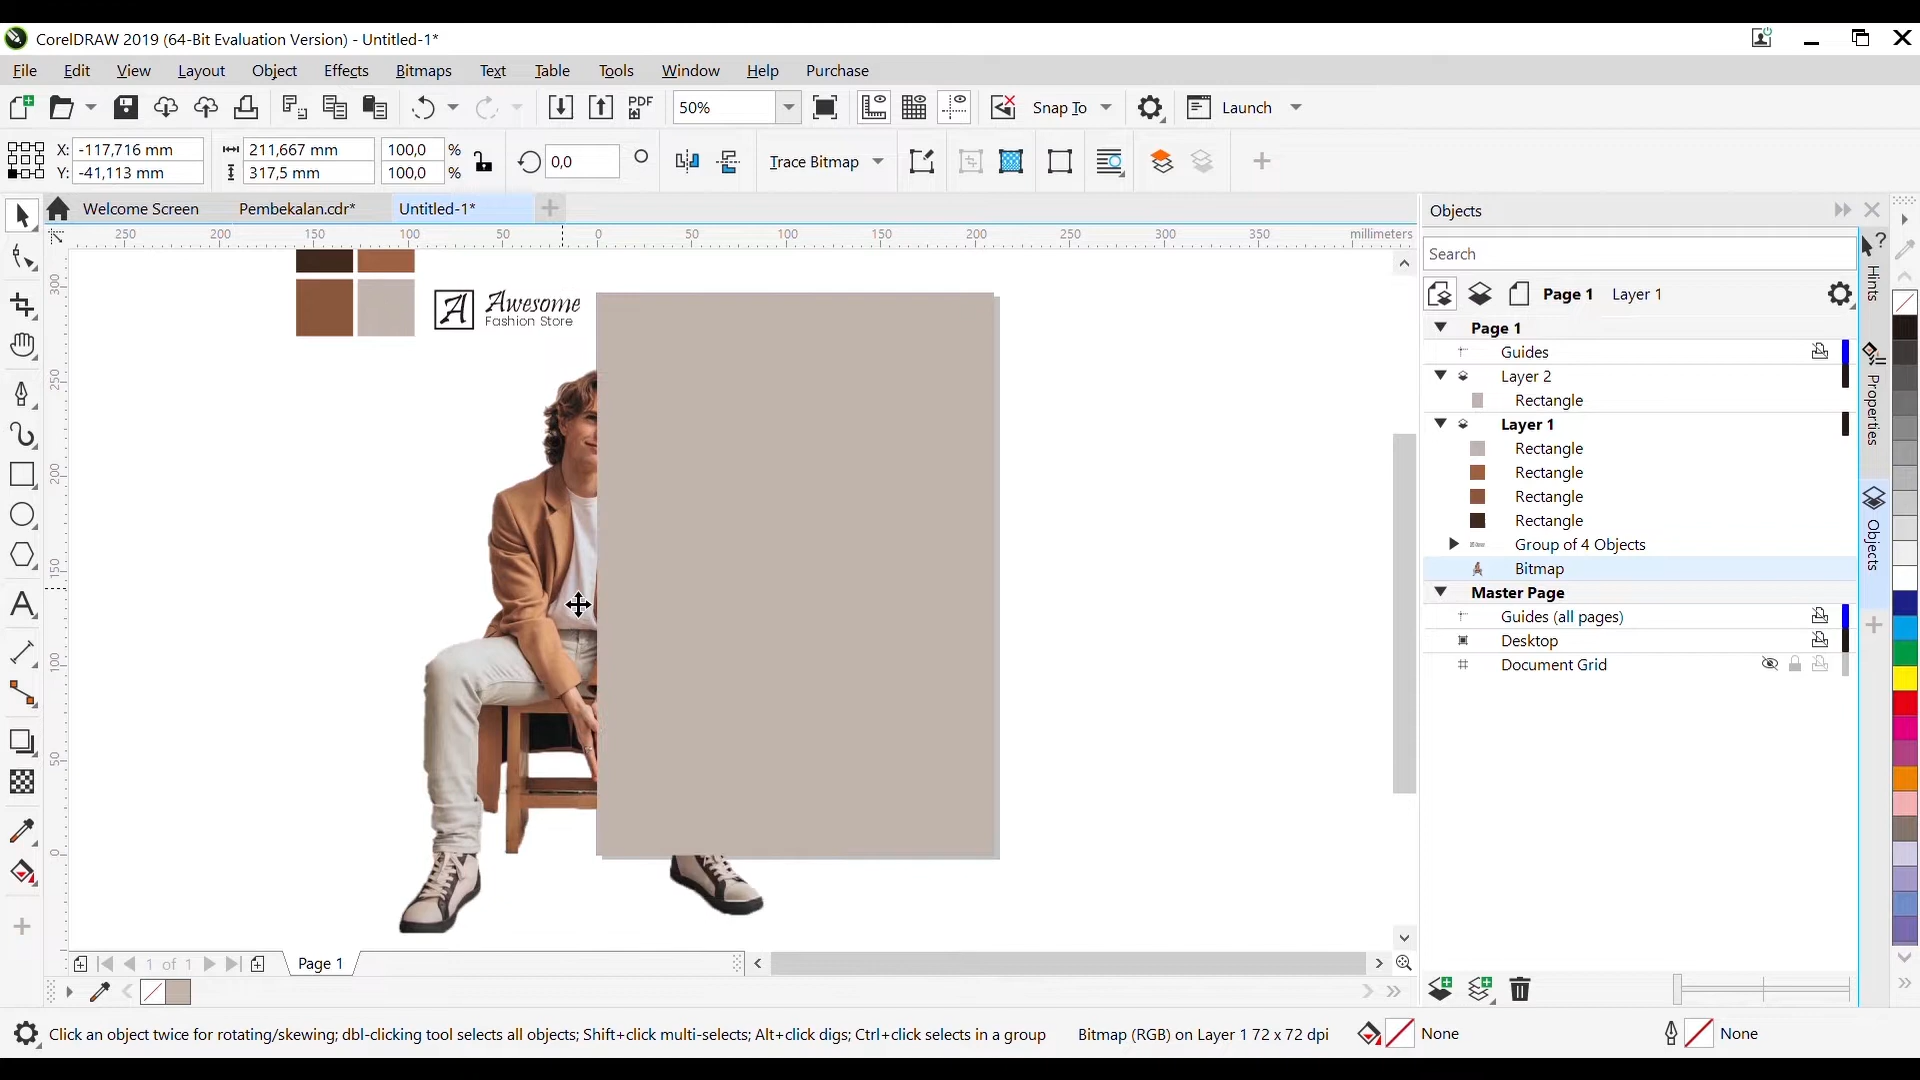 CorelDRAW 2019 (64-Bit Evaluation Version) - Untitled-1*
File Edit View Layout Object Effects Bitmaps Text Table Tools Window Help Purchase
PDF 50% Snap To Launch
X: -117,716 mm 211,667 mm 100,0 %
Y: -41,113 mm 317,5 mm 100,0 %
0,0 Trace Bitmap
Welcome Screen Pembekalan.cdr* Untitled-1*
250 200 150 100 50 0 50 100 150 200 250 300 350 millimeters
300
250
200
150
100
50
0
A Awesome
Fashion Store
Objects
Search
Page 1 Layer 1
Page 1
Guides
Layer 2
Rectangle
Layer 1
Rectangle
Rectangle
Rectangle
Rectangle
Group of 4 Objects
Bitmap
Master Page
Guides (all pages)
Desktop
Document Grid
Hints
Properties
Objects
1 of 1 Page 1
Click an object twice for rotating/skewing; dbl-clicking tool selects all objects; Shift+click multi-selects; Alt+click digs; Ctrl+click selects in a group
Bitmap (RGB) on Layer 1 72 x 72 dpi
None
None